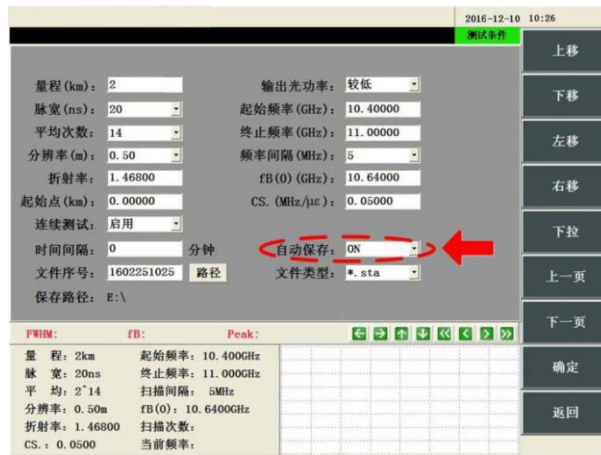 2016-12-10 10:26
测试条件
量程(km): 2 输出光功率: 较低
脉宽(ns): 20 起始频率(GHz): 10.40000
平均次数: 14 终止频率(GHz): 11.00000
分辨率(m): 0.50 频率间隔(MHz): 5
折射率: 1.46800 fB(0)(GHz): 10.64000
起始点(km): 0.00000 CS.(MHz/με): 0.05000
连续测试: 启用
时间间隔: 0 分钟 自动保存: ON
文件序号: 1602251025 路径 文件类型: *.sta
保存路径: E:\
FWHM: fB: Peak:
量 程: 2km 起始频率: 10.400GHz
脉 宽: 20ns 终止频率: 11.000GHz
平 均: 2^14 扫描间隔: 5MHz
分辨率: 0.50m fB(0): 10.6400GHz
折射率: 1.46800 扫描次数:
CS.: 0.0500 当前频率:
上移
下移
左移
右移
下拉
上一页
下一页
确定
返回